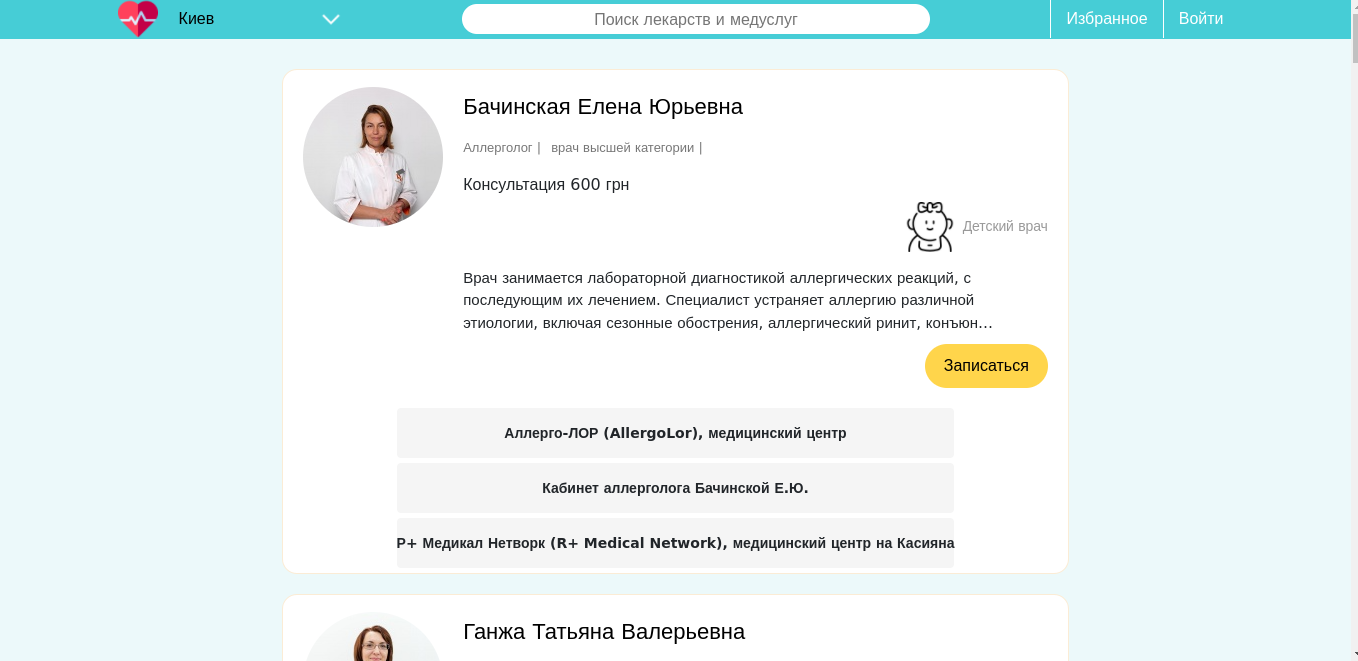 Киев
Поиск лекарств и медуслуг
Избранное
Войти
Бачинская Елена Юрьевна
Аллерголог | врач высшей категории |
Консультация 600 грн
Детский врач
Врач занимается лабораторной диагностикой аллергических реакций, с
последующим их лечением. Специалист устраняет аллергию различной
этиологии, включая сезонные обострения, аллергический ринит, конъюн...
Записаться
Аллерго-ЛОР (AllergoLor), медицинский центр
Кабинет аллерголога Бачинской Е.Ю.
Р+ Медикал Нетворк (R+ Medical Network), медицинский центр на Касияна
Ганжа Татьяна Валерьевна